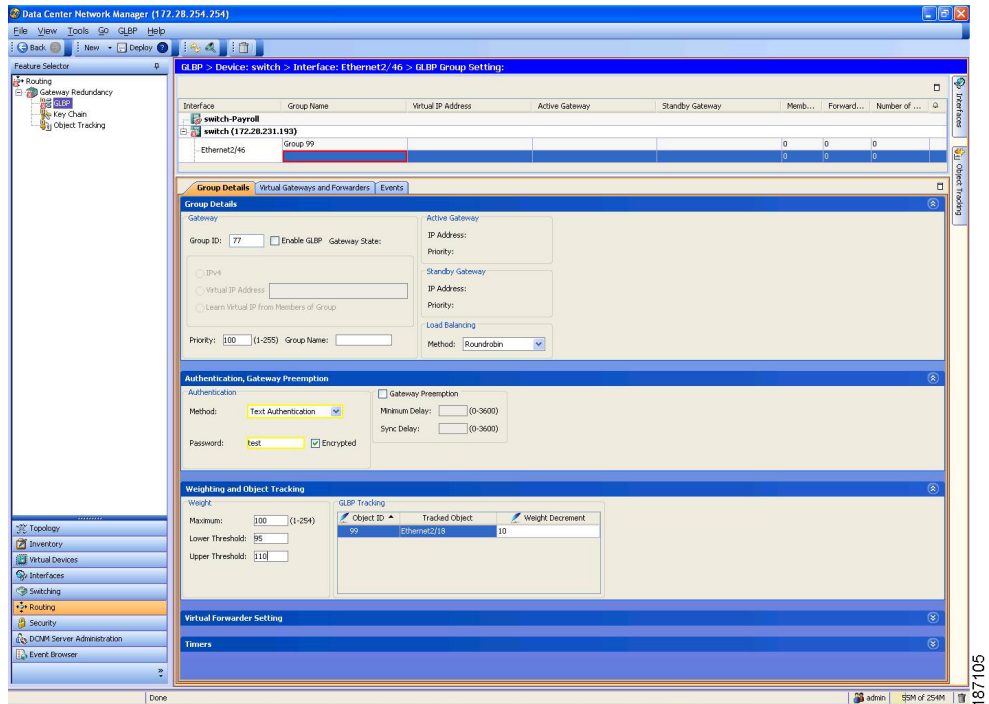 Data Center Network Manager (172.28.254.254)
File View Tools Go GLBP Help
Back New Deploy
Feature Selector
GLBP > Device: switch > Interface: Ethernet2/46 > GLBP Group Setting:
Routing
Gateway Redundancy
GLBP
Key Chain
Object Tracking
Interface Group Name Virtual IP Address Active Gateway Standby Gateway Memb... Forward... Number of ...
switch-Payroll
switch (172.28.231.193)
Ethernet2/46
Group 99 0 0 0
0 0 0
Interfaces
Object Tracking
Group Details Virtual Gateways and Forwarders Events
Group Details
Gateway
Group ID: 77 Enable GLBP Gateway State:
IPv4
Virtual IP Address
Learn Virtual IP from Members of Group
Priority: 100 (1-255) Group Name:
Active Gateway
IP Address:
Priority:
Standby Gateway
IP Address:
Priority:
Load Balancing
Method: Roundrobin
Authentication, Gateway Preemption
Authentication
Method: Text Authentication
Password: test Encrypted
Gateway Preemption
Minimum Delay: (0-3600)
Sync Delay: (0-3600)
Weighting and Object Tracking
Weight
Maximum: 100 (1-254)
Lower Threshold: 95
Upper Threshold: 110
GLBP Tracking
Object ID Tracked Object Weight Decrement
99 Ethernet2/18 10
Virtual Forwarder Setting
Timers
Topology
Inventory
Virtual Devices
Interfaces
Switching
Routing
Security
DCNM Server Administration
Event Browser
Done admin 55M of 254M
187105